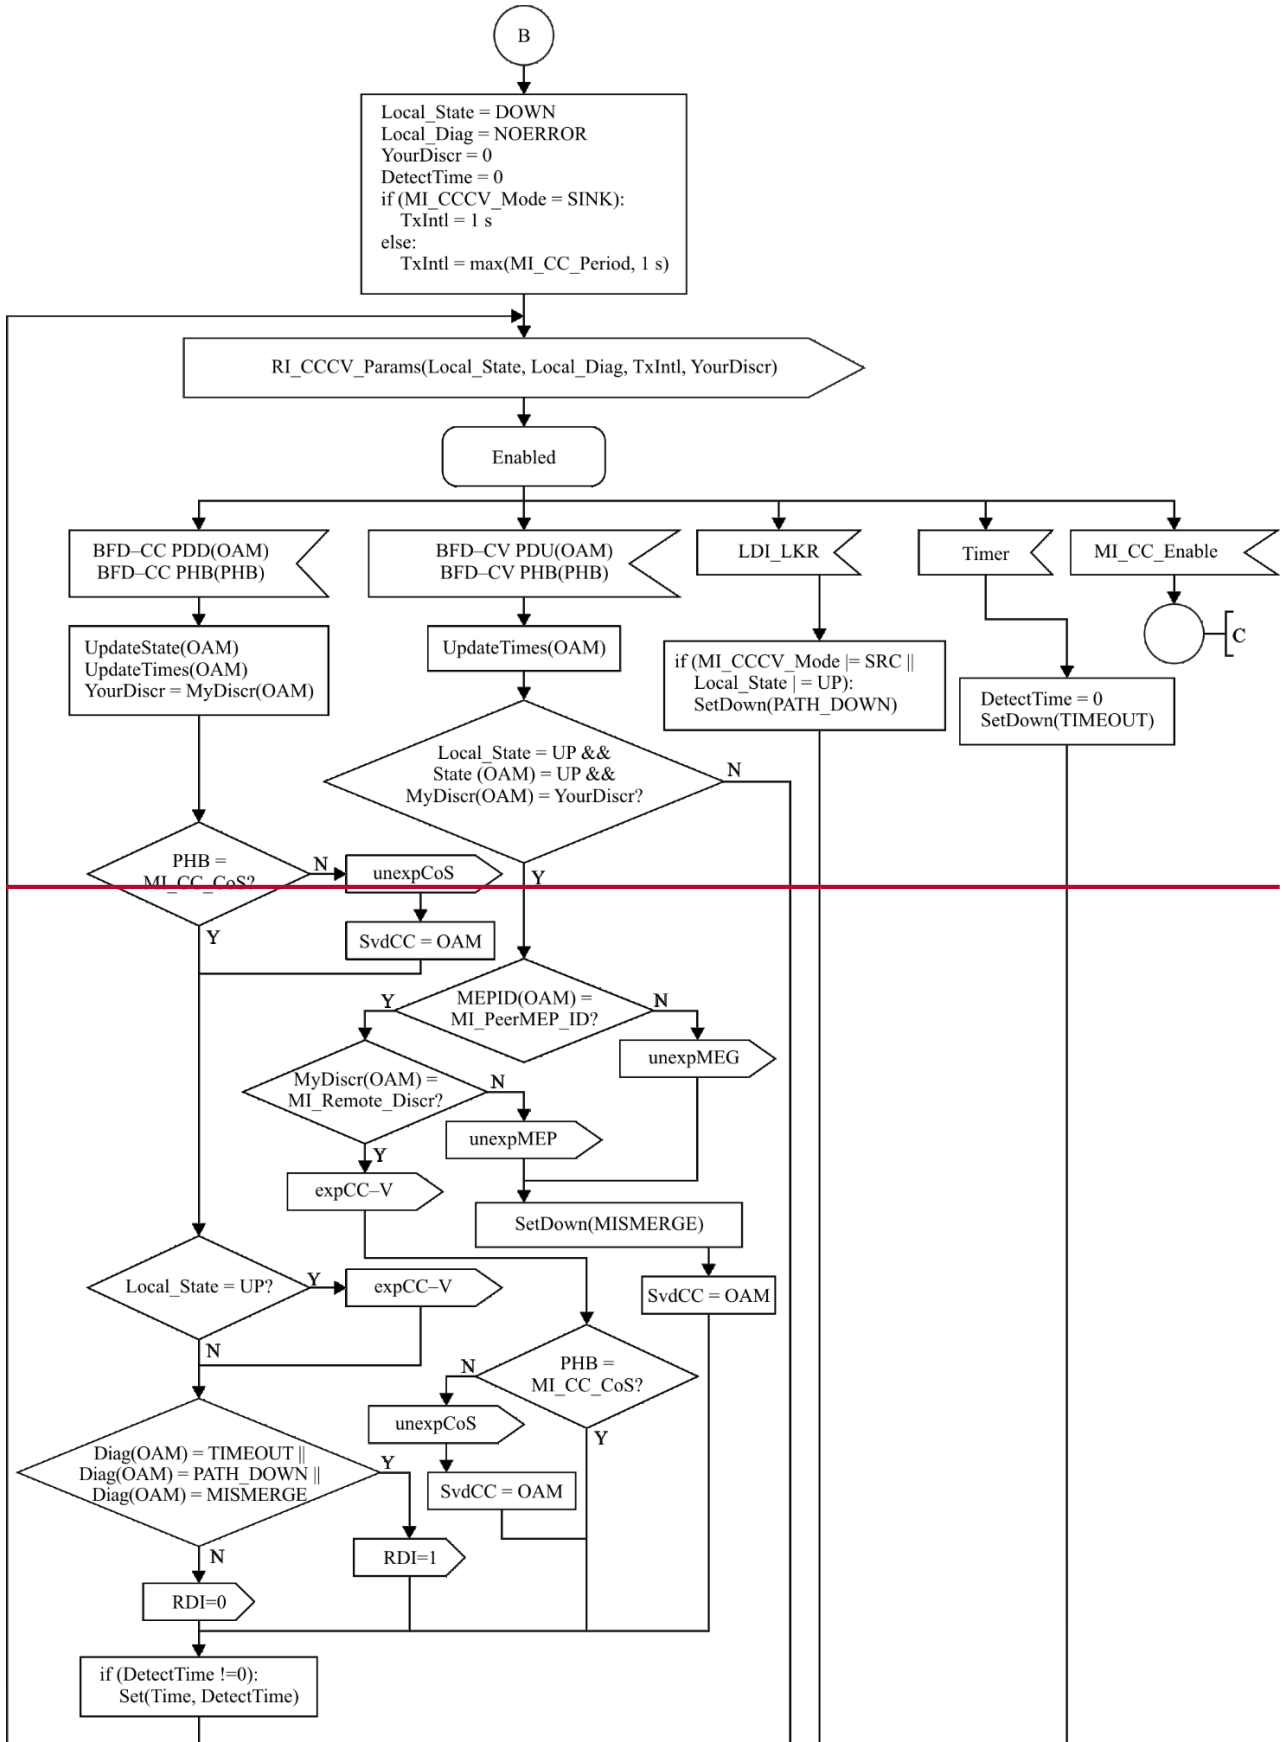 B
Local_State = DOWN
Local_Diag = NOERROR
YourDiscr = 0
DetectTime = 0
if (MI_CCCV_Mode = SINK):
TxIntl = 1 s
else:
TxIntl = max(MI_CC_Period, 1 s)
RI_CCCV_Params(Local_State, Local_Diag, TxIntl, YourDiscr)
Enabled
BFD–CC PDD(OAM)
BFD–CC PHB(PHB)
BFD–CV PDU(OAM)
BFD–CV PHB(PHB)
LDI_LKR
Timer
MI_CC_Enable
C
UpdateState(OAM)
UpdateTimes(OAM)
YourDiscr = MyDiscr(OAM)
UpdateTimes(OAM)
if (MI_CCCV_Mode |= SRC ||
Local_State | = UP):
SetDown(PATH_DOWN)
DetectTime = 0
SetDown(TIMEOUT)
Local_State = UP &&
State (OAM) = UP &&
MyDiscr(OAM) = YourDiscr?
N
Y
PHB =
MI_CC_CoS?
N
Y
unexpCoS
SvdCC = OAM
MEPID(OAM) =
MI_PeerMEP_ID?
Y
N
unexpMEG
MyDiscr(OAM) =
MI_Remote_Discr?
N
Y
unexpMEP
expCC–V
SetDown(MISMERGE)
SvdCC = OAM
Local_State = UP?
Y
N
expCC–V
PHB =
MI_CC_CoS?
N
Y
unexpCoS
SvdCC = OAM
Diag(OAM) = TIMEOUT ||
Diag(OAM) = PATH_DOWN ||
Diag(OAM) = MISMERGE
Y
N
RDI=1
RDI=0
if (DetectTime !=0):
Set(Time, DetectTime)